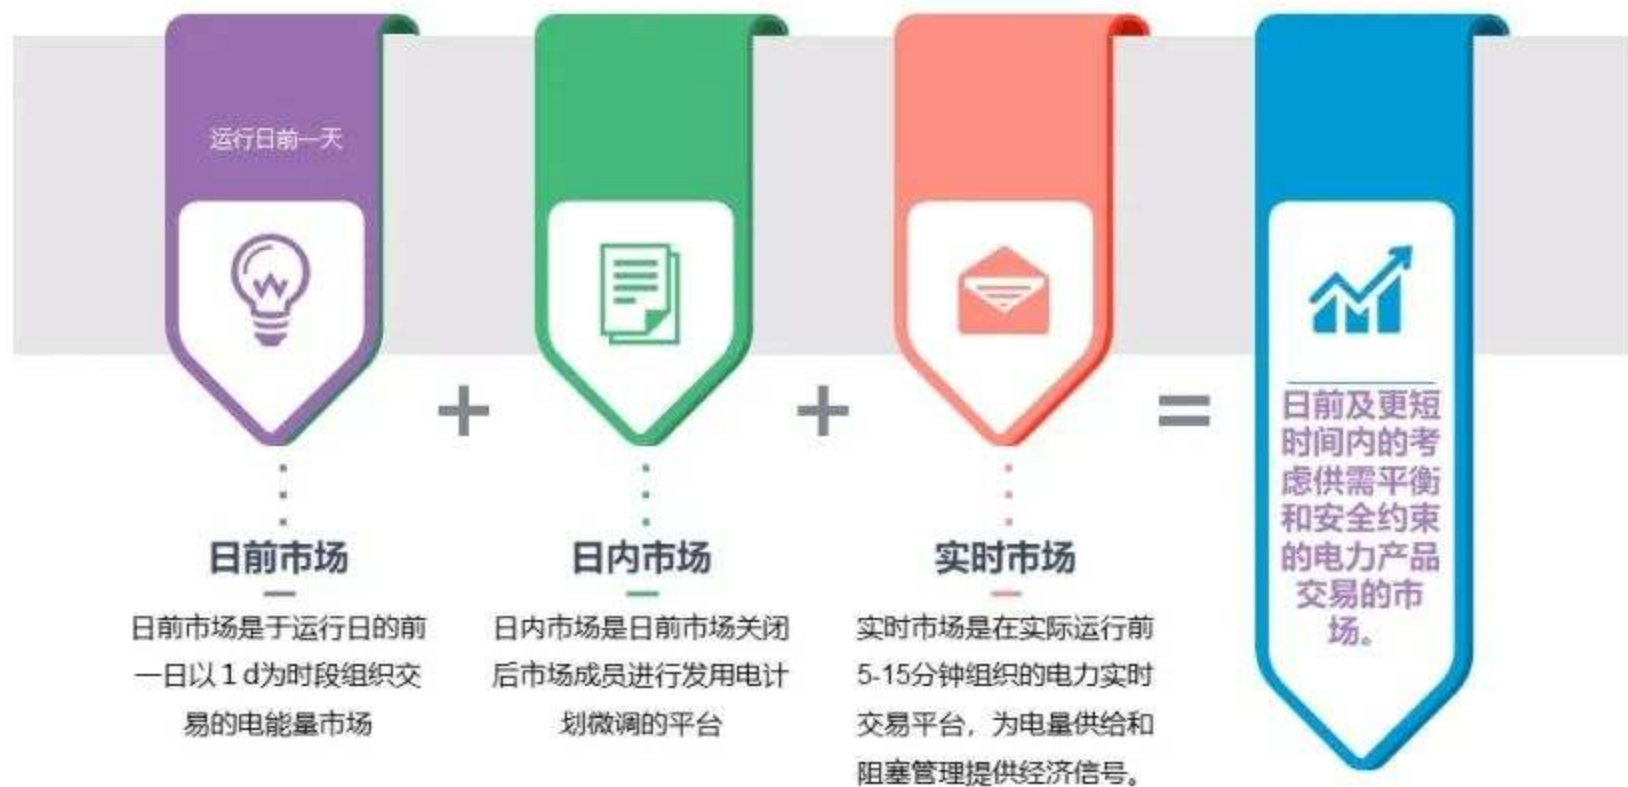 运行日前一天
日前市场
日前市场是于运行日的前
一日以1d为时段组织交
易的电能量市场
+
日内市场
日内市场是日前市场关闭
后市场成员进行发用电计
划微调的平台
+
实时市场
实时市场是在实际运行前
5-15分钟组织的电力实时
交易平台，为电量供给和
阻塞管理提供经济信号。
=
日前及更短
时间内的考
虑供需平衡
和安全约束
的电力产品
交易的市
场。